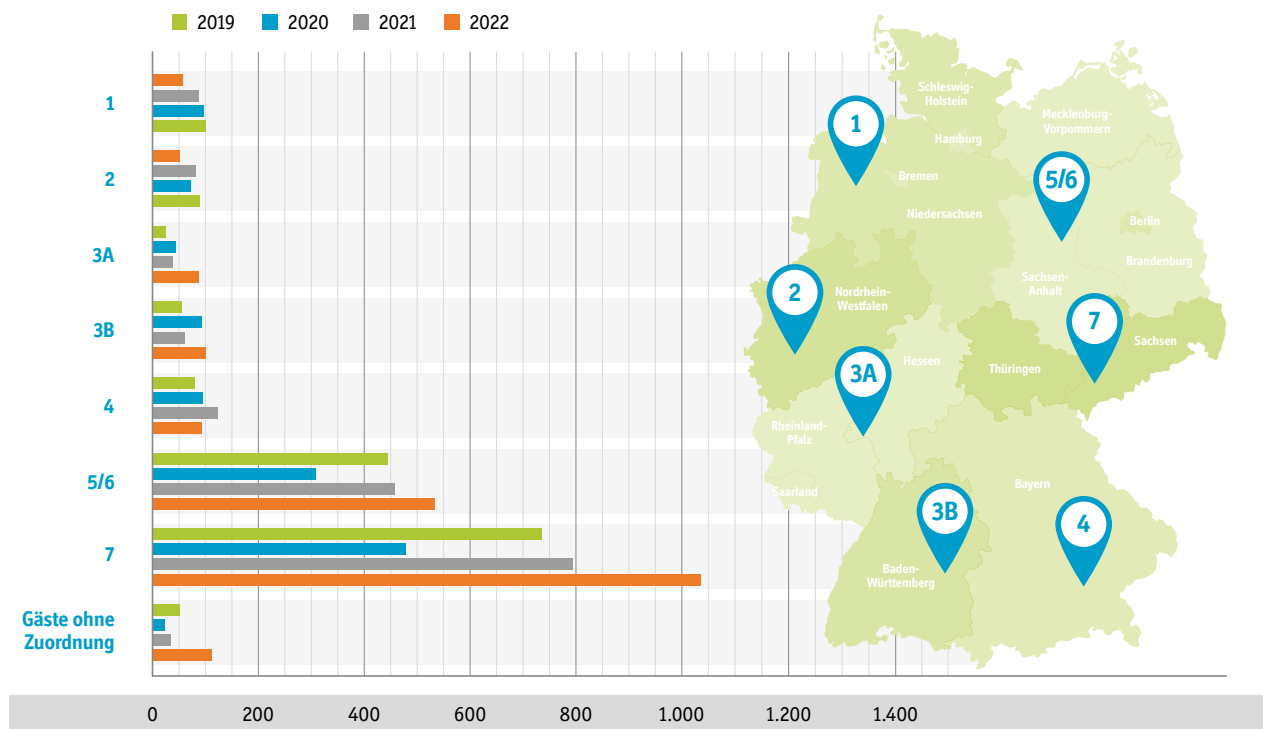 2019 2020 2021 2022
1
2
3A
3B
4
5/6
7
Gäste ohne
Zuordnung
0 200 400 600 800 1.000 1.200 1.400
Schleswig-
Holstein
Mecklenburg-
Vorpommern
1
Hamburg
Bremen
5/6
Niedersachsen
Berlin
Brandenburg
Sachsen-
Anhalt
2
Nordrhein-
Westfalen
7
Sachsen
Hessen
Thüringen
3A
Rheinland-
Pfalz
Saarland
Bayern
3B
4
Baden-
Württemberg